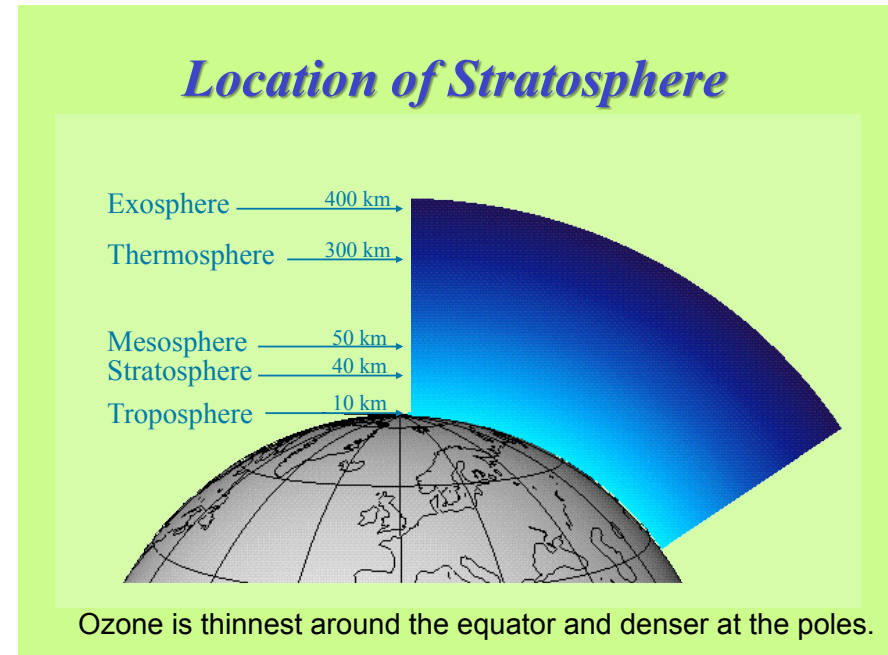 Location of Stratosphere
Exosphere 400 km
Thermosphere 300 km
Mesosphere 50 km
Stratosphere 40 km
Troposphere 10 km
Ozone is thinnest around the equator and denser at the poles.